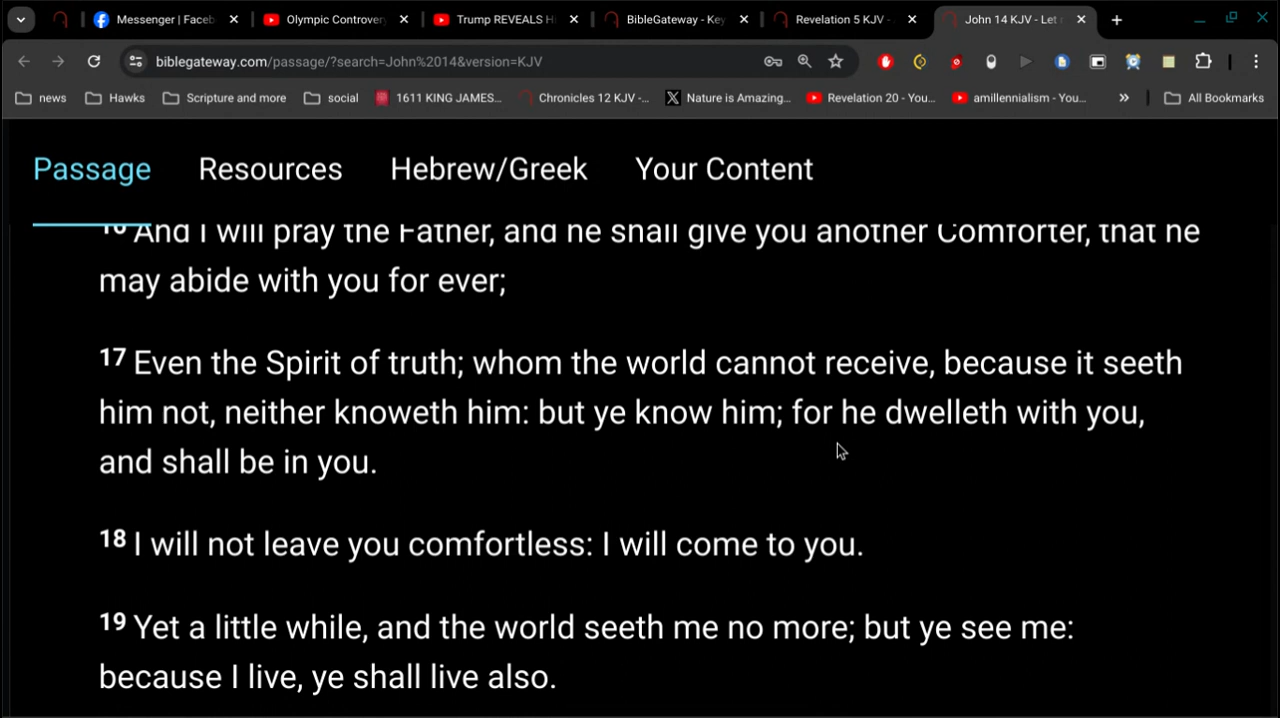 Messenger | Faceb
Olympic Controver
Trump REVEALS H
BibleGateway - Key
Revelation 5 KJV -
John 14 KJV - Let
biblegateway.com/passage/?search=John%2014&version=KJV
news
Hawks
Scripture and more
social
1611 KING JAMES...
Chronicles 12 KJV -...
Nature is Amazing...
Revelation 20 - You...
amillennialism - You...
All Bookmarks
Passage Resources Hebrew/Greek Your Content
16 And I will pray the Father, and he shall give you another Comforter, that he
may abide with you for ever;
17 Even the Spirit of truth; whom the world cannot receive, because it seeth
him not, neither knoweth him: but ye know him; for he dwelleth with you,
and shall be in you.
18 I will not leave you comfortless: I will come to you.
19 Yet a little while, and the world seeth me no more; but ye see me:
because I live, ye shall live also.